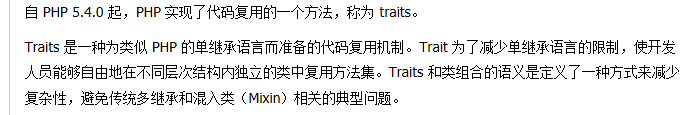 自 PHP 5.4.0 起，PHP 实现了代码复用的一个方法，称为 traits。
Traits 是一种为类似 PHP 的单继承语言而准备的代码复用机制。Trait 为了减少单继承语言的限制，使开发
人员能够自由地在不同层次结构内独立的类中复用方法集。Traits 和类组合的语义是定义了一种方式来减少
复杂性，避免传统多继承和混入类（Mixin）相关的典型问题。